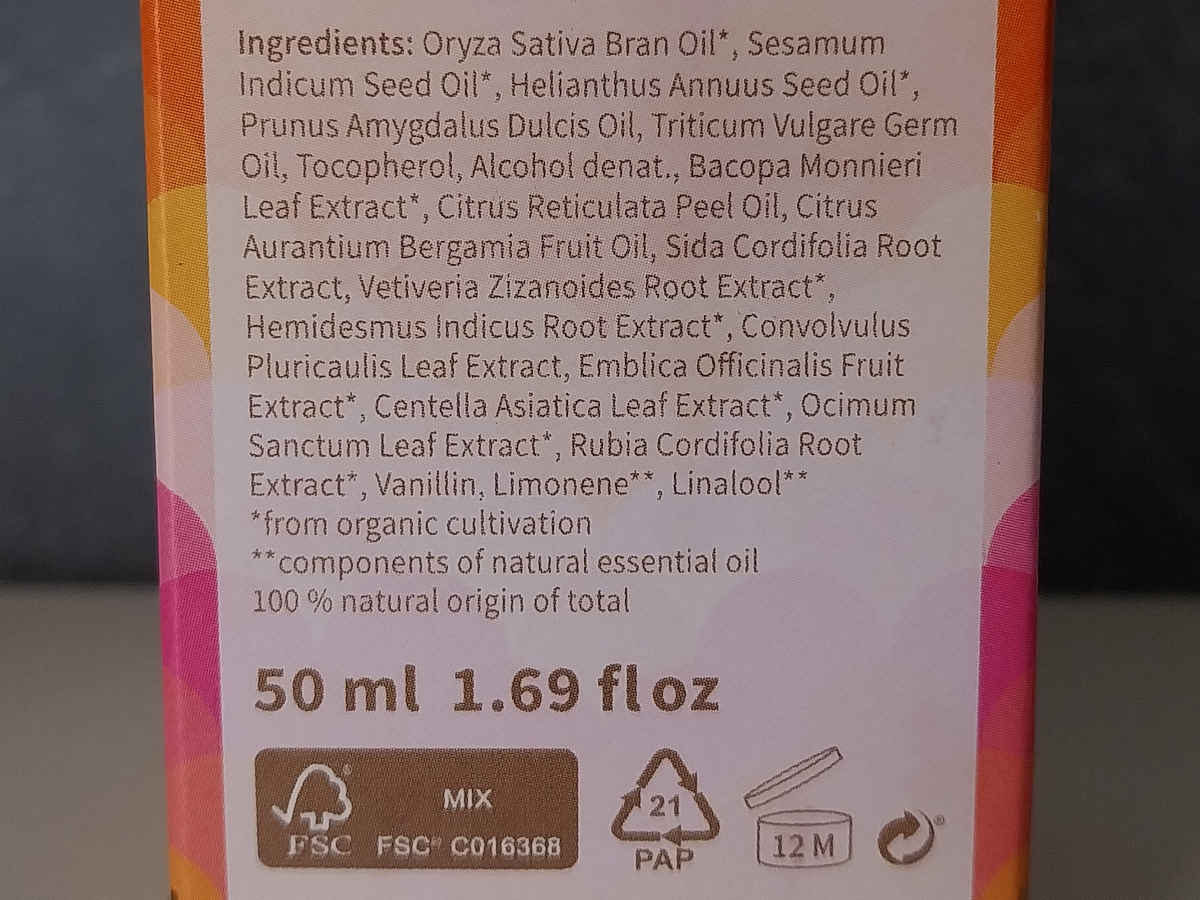 Ingredients: Oryza Sativa Bran Oil*, Sesamum
Indicum Seed Oil*, Helianthus Annuus Seed Oil*,
Prunus Amygdalus Dulcis Oil, Triticum Vulgare Germ
Oil, Tocopherol, Alcohol denat., Bacopa Monnieri
Leaf Extract*, Citrus Reticulata Peel Oil, Citrus
Aurantium Bergamia Fruit Oil, Sida Cordifolia Root
Extract, Vetiveria Zizanoides Root Extract*,
Hemidesmus Indicus Root Extract*, Convolvulus
Pluricaulis Leaf Extract, Emblica Officinalis Fruit
Extract*, Centella Asiatica Leaf Extract*, Ocimum
Sanctum Leaf Extract*, Rubia Cordifolia Root
Extract*, Vanillin, Limonene**, Linalool**
*from organic cultivation
**components of natural essential oil
100 % natural origin of total
50 ml 1.69 fl oz
MIX
FSC
FSC® C016368
21
PAP
12 M